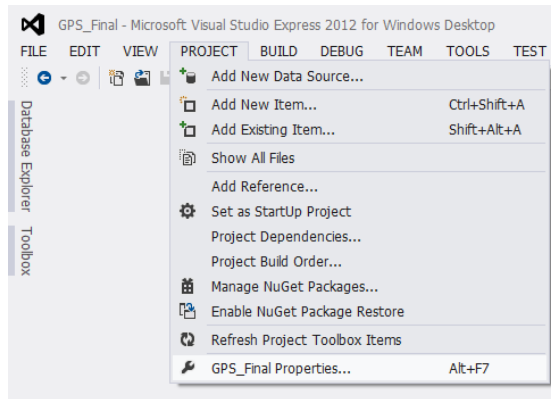 GPS_Final - Microsoft Visual Studio Express 2012 for Windows Desktop
FILE EDIT VIEW PROJECT BUILD DEBUG TEAM TOOLS TEST
Add New Data Source...
Add New Item... Ctrl+Shift+A
Add Existing Item... Shift+Alt+A
Show All Files
Add Reference...
Set as StartUp Project
Project Dependencies...
Project Build Order...
Manage NuGet Packages...
Enable NuGet Package Restore
Refresh Project Toolbox Items
GPS_Final Properties... Alt+F7
Database Explorer
Toolbox